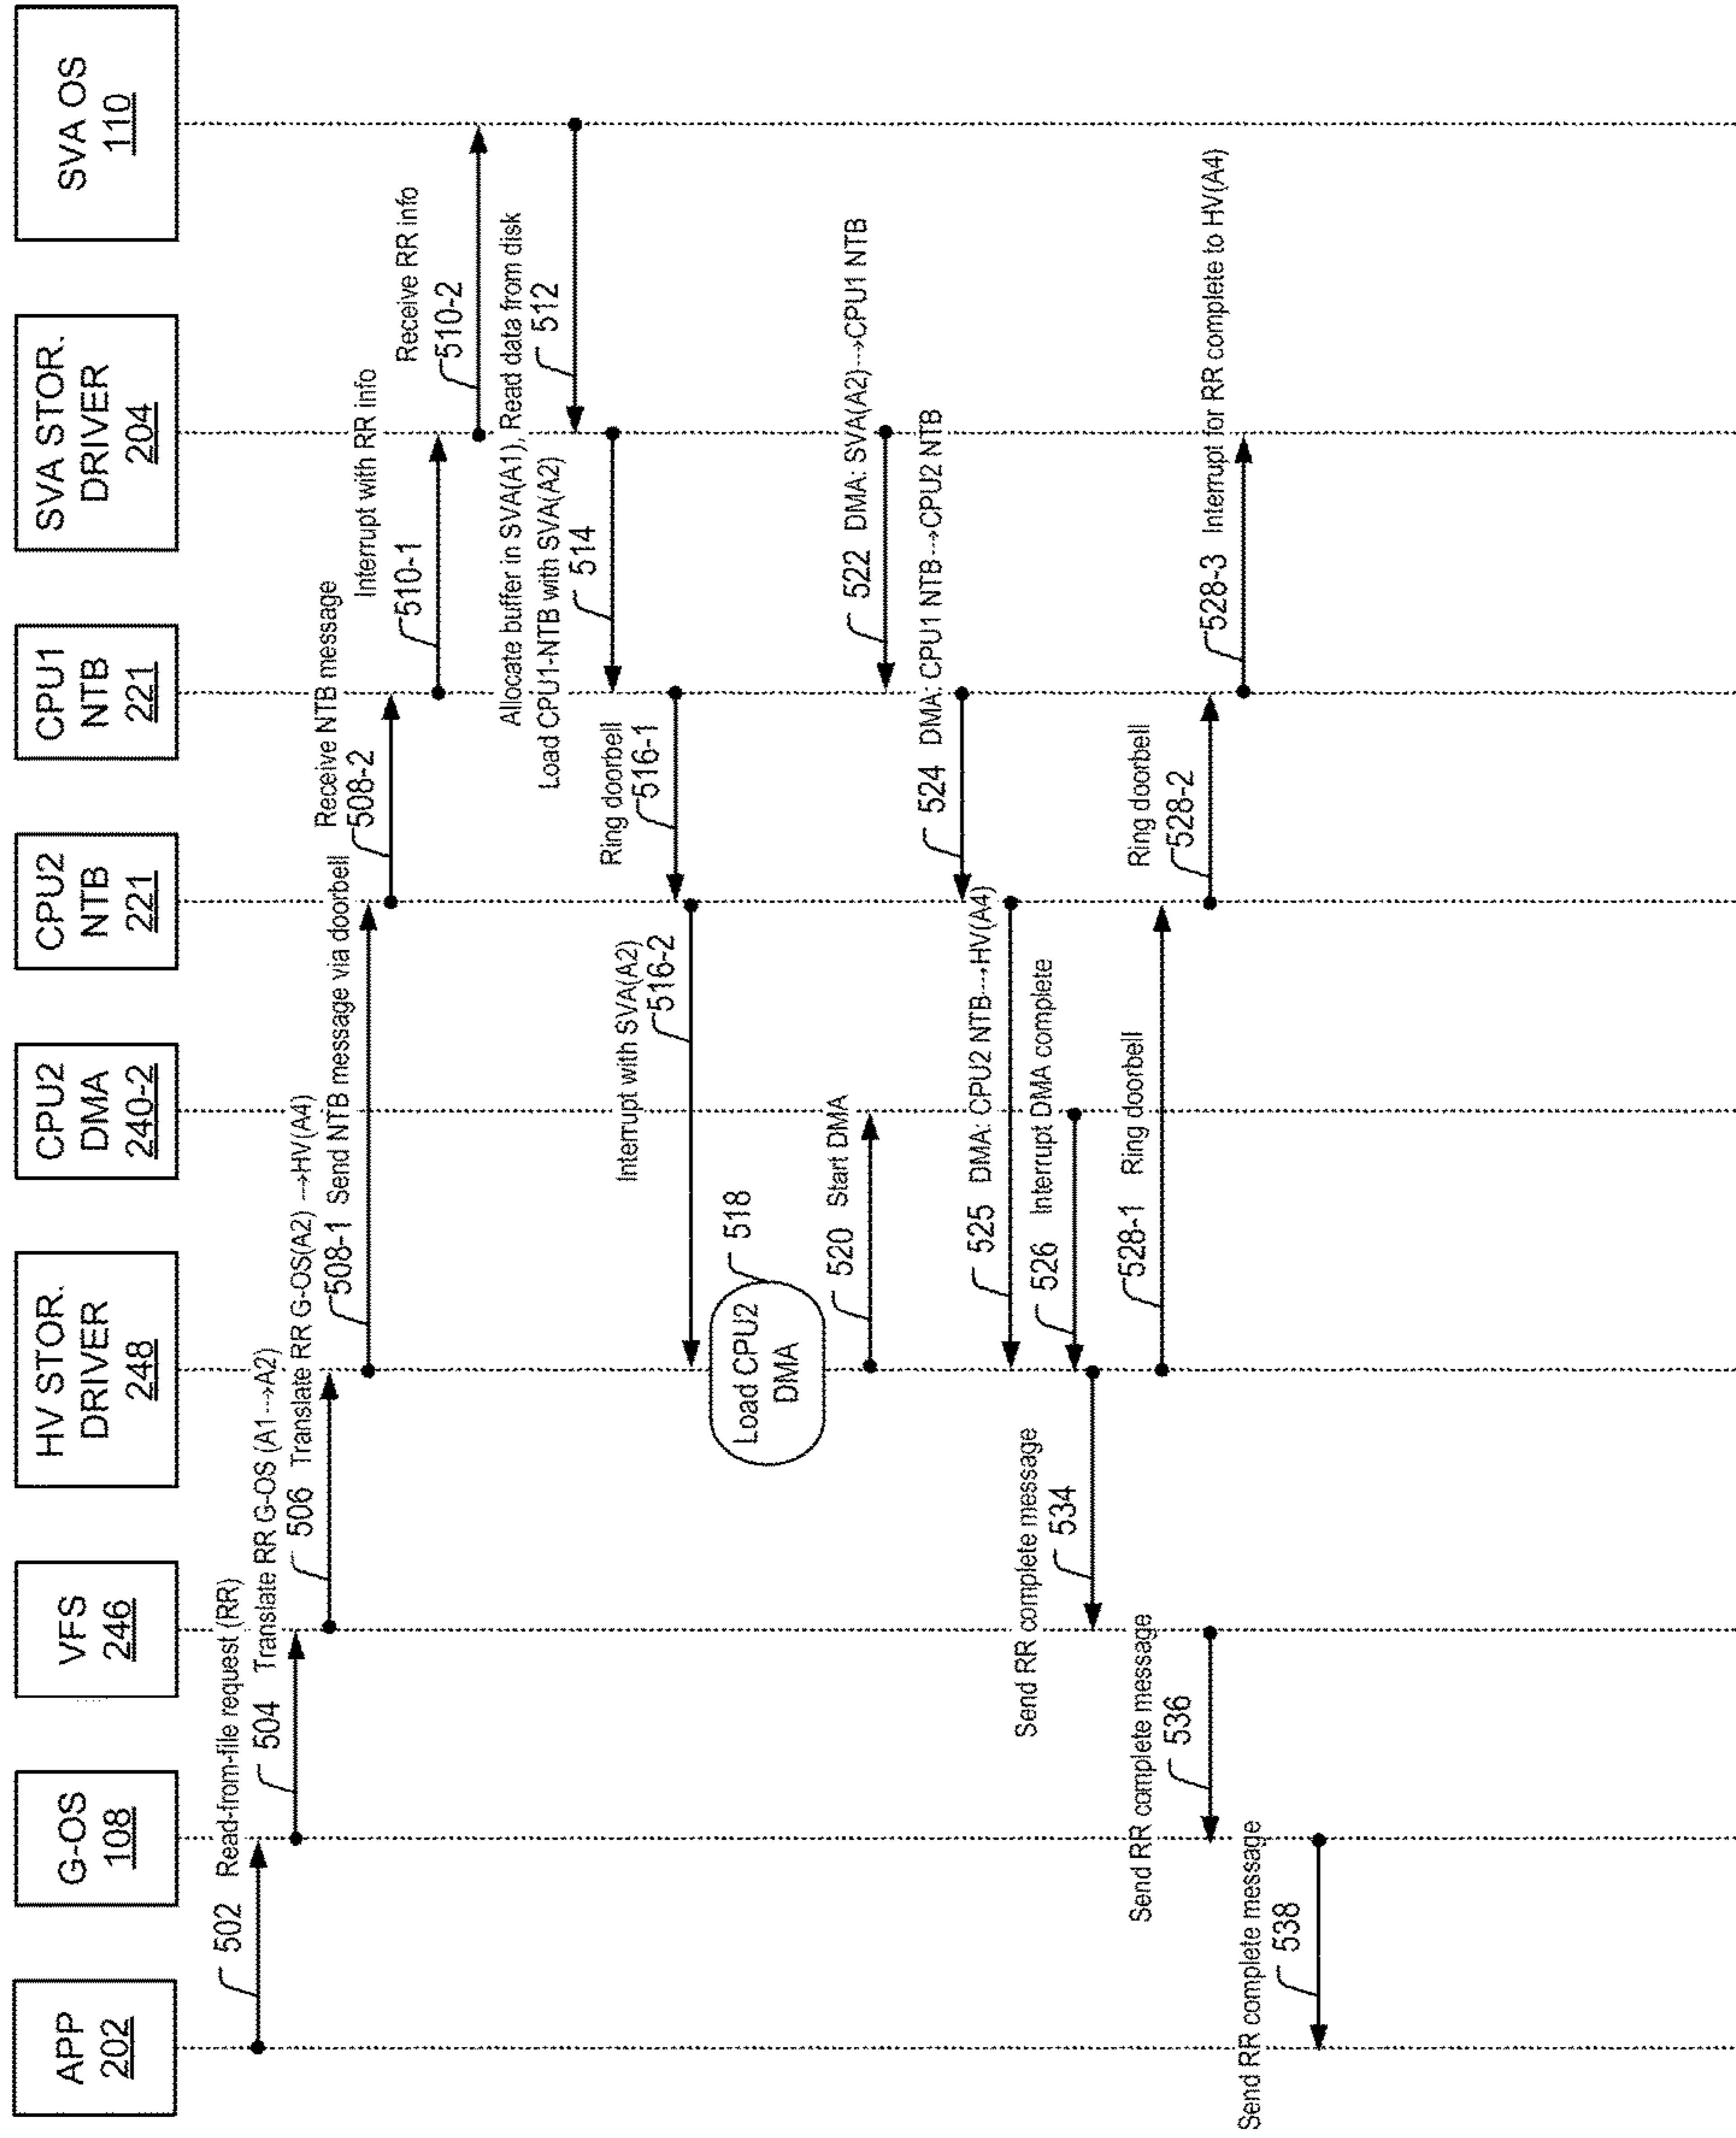 APP
202
G-OS
108
VFS
246
HV STOR.
DRIVER
248
CPU2
DMA
240-2
CPU2
NTB
221
CPU1
NTB
221
SVA STOR.
DRIVER
204
SVA OS
110
502 Read-from-file request (RR)
504 Translate RR G-OS (A1--→A2)
506 Translate RR G-OS(A2) --→HV(A4)
508-1 Send NTB message via doorbell
Receive NTB message
508-2
Interrupt with RR info
510-1
Receive RR info
510-2
Allocate buffer in SVA(A1), Read data from disk
512
Load CPU1-NTB with SVA(A2)
514
Ring doorbell
516-1
Interrupt with SVA(A2)
516-2
Load CPU2
DMA
518
520 Start DMA
522 DMA: SVA(A2)--→CPU1 NTB
524 DMA: CPU1 NTB--→CPU2 NTB
525 DMA: CPU2 NTB--→HV(A4)
526 Interrupt DMA complete
Send RR complete message
534
528-1 Ring doorbell
Ring doorbell
528-2
528-3 Interrupt for RR complete to HV(A4)
Send RR complete message
536
Send RR complete message
538